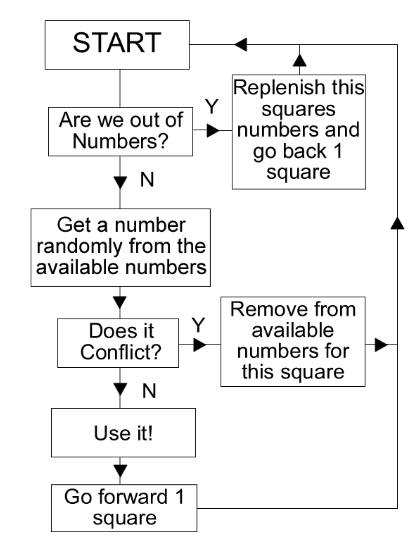 START
Are we out of
Numbers?
Y
Replenish this
squares
numbers and
go back 1
square
N
Get a number
randomly from the
available numbers
Does it
Conflict?
Y
Remove from
available
numbers for
this square
N
Use it!
Go forward 1
square